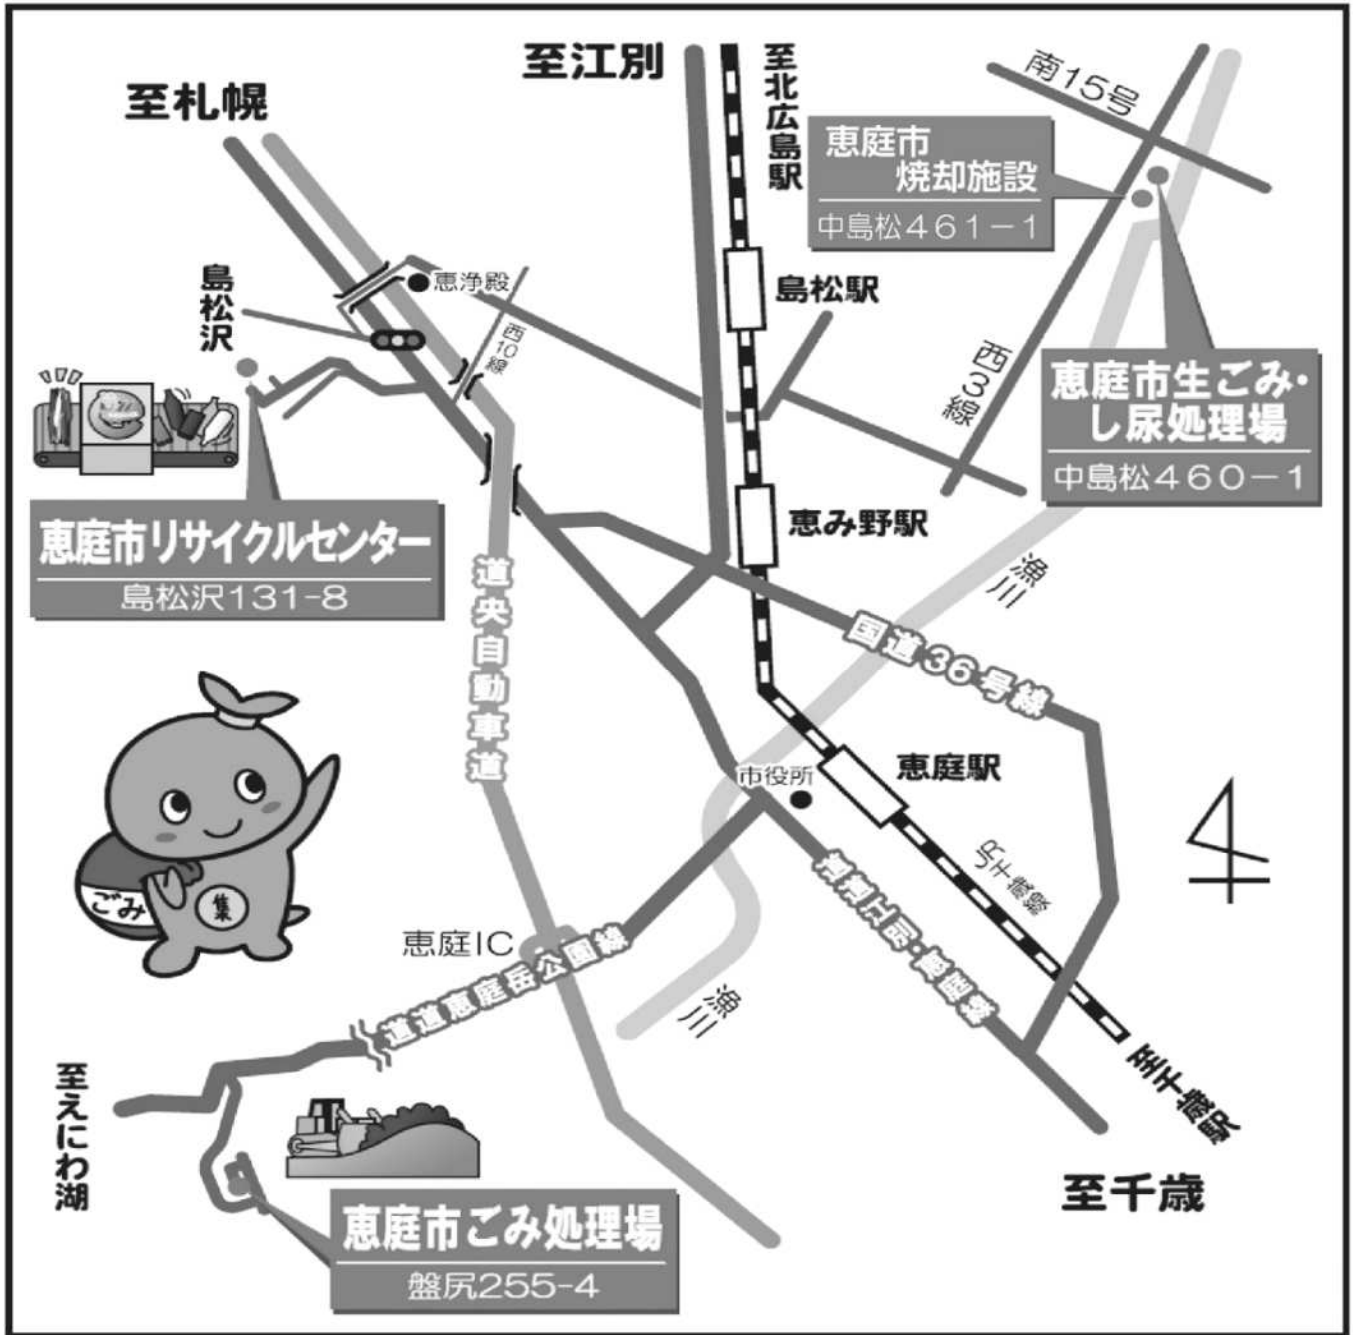 至江別
至北広島駅
南15号
至札幌
恵庭市
焼却施設
中島松461-1
島松沢
恵浄殿
島松駅
西10線
西3線
恵庭市生ごみ・
し尿処理場
中島松460-1
恵み野駅
恵庭市リサイクルセンター
島松沢131-8
道央自動車道
漁川
国道36号線
市役所
恵庭駅
JR千歳線
道道江別・恵庭線
ごみ
集
恵庭IC
道道恵庭岳公園線
漁川
至えにわ湖
至千歳駅
至千歳
恵庭市ごみ処理場
盤尻255-4